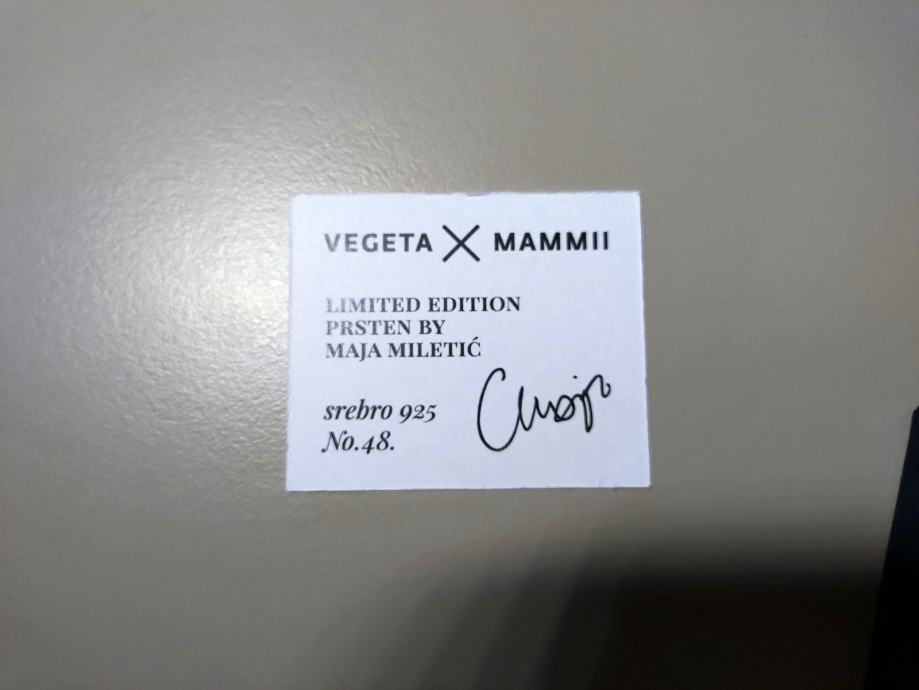 VEGETA X MAMMII
LIMITED EDITION
PRSTEN BY
MAJA MILETIĆ
srebro 925
No.48.